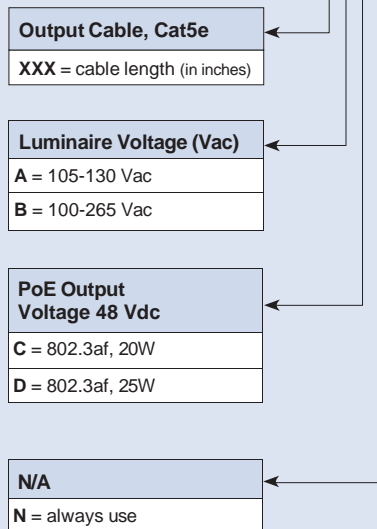 Output Cable, Cat5e
XXX = cable length (in inches)
Luminaire Voltage (Vac)
A = 105-130 Vac
B = 100-265 Vac
PoE Output
Voltage 48 Vdc
C = 802.3af, 20W
D = 802.3af, 25W
N/A
N = always use